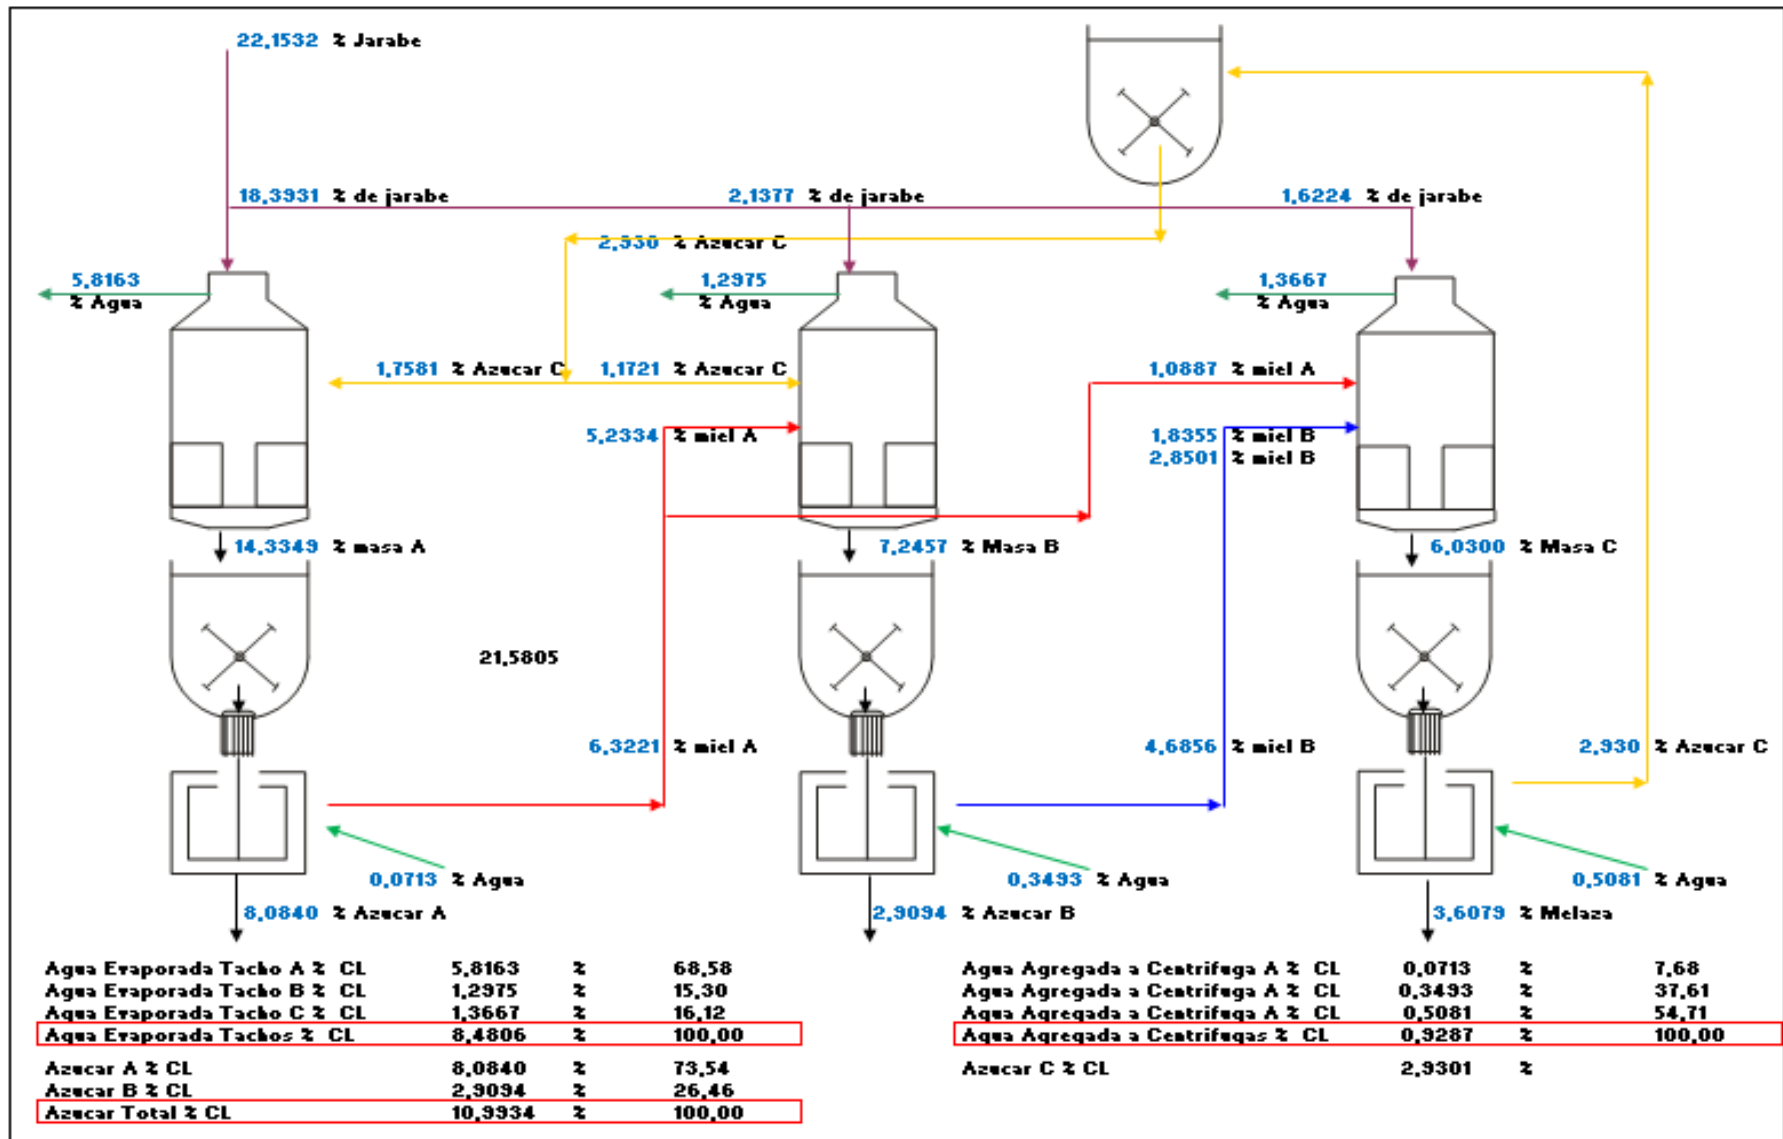 22,1532 % Jarabe
18,3931 % de jarabe
2,1377 % de jarabe
1,6224 % de jarabe
2,930 % Azucar C
5,8163
% Agua
1,2975
% Agua
1,3667
% Agua
1,7581 % Azucar C
1,1721 % Azucar C
1,0887 % miel A
5,2334 % miel A
1,8355 % miel B
2,8501 % miel B
14,3349 % masa A
7,2457 % Masa B
6,0300 % Masa C
21,5805
6,3221 % miel A
4,6856 % miel B
2,930 % Azucar C
0,0713 % Agua
0,3493 % Agua
0,5081 % Agua
8,0840 % Azucar A
2,9094 % Azucar B
3,6079 % Melaza
Agua Evaporada Tacho A % CL 5,8163 % 68,58
Agua Evaporada Tacho B % CL 1,2975 % 15,30
Agua Evaporada Tacho C % CL 1,3667 % 16,12
Agua Evaporada Tachos % CL 8,4806 % 100,00
Azucar A % CL 8,0840 % 73,54
Azucar B % CL 2,9094 % 26,46
Azucar Total % CL 10,9934 % 100,00
Agua Agregada a Centrifuga A % CL 0,0713 % 7,68
Agua Agregada a Centrifuga A % CL 0,3493 % 37,61
Agua Agregada a Centrifuga A % CL 0,5081 % 54,71
Agua Agregada a Centrifugas % CL 0,9287 % 100,00
Azucar C % CL 2,9301 %